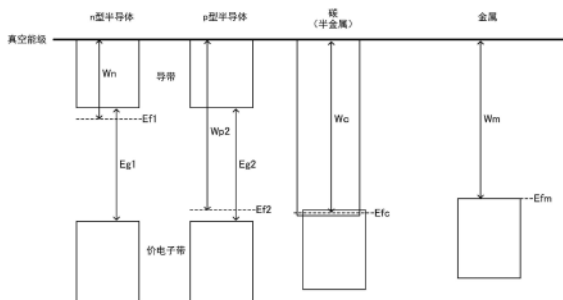 n型半导体
p型半导体
碳
(半金属)
金属
真空能级
Wn
导带
Ef1
Wp2
Wc
Wm
Eg1
Eg2
Ef2
Efc
Efm
价电子带